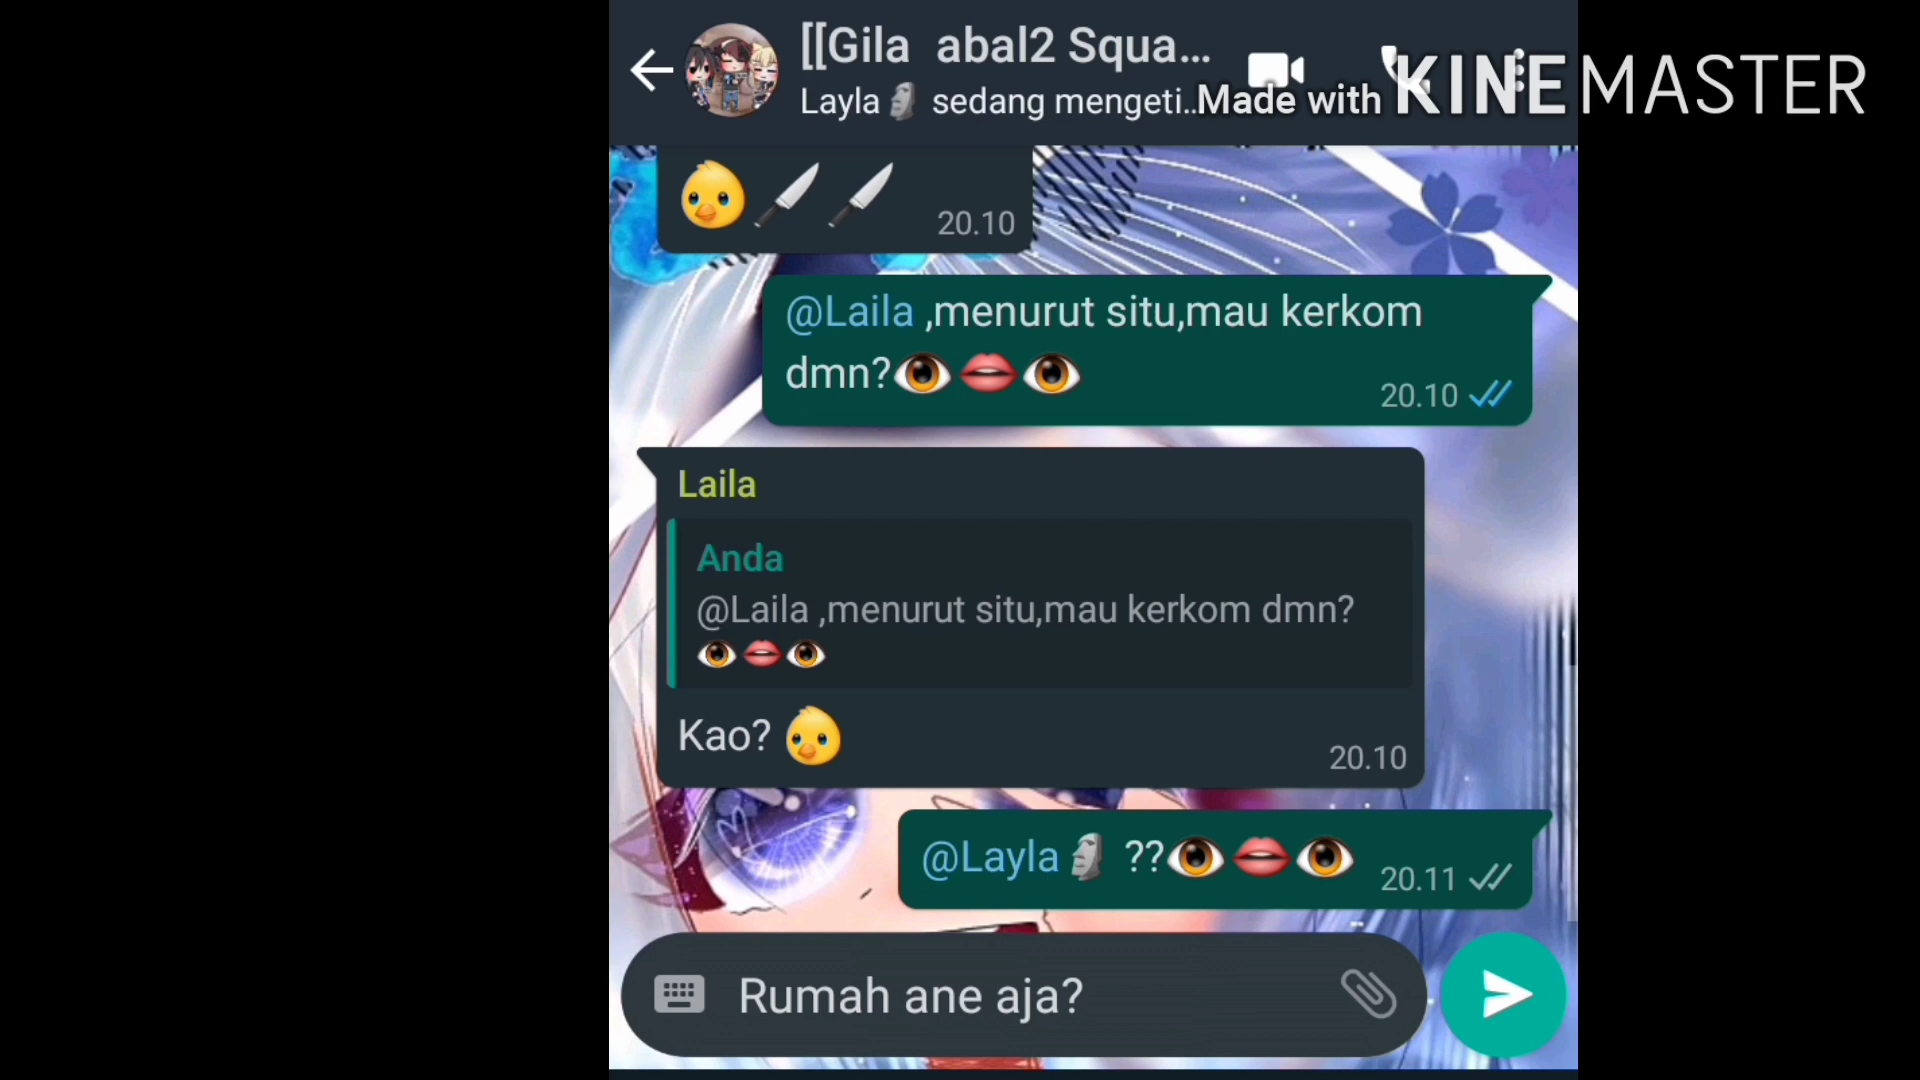 [[Gila abal2 Squa...
Layla🗿 sedang mengeti..
Made with KINEMASTER
🐥🔪🔪 20.10
@Laila ,menurut situ,mau kerkom
dmn?👁️👄👁️
20.10
Laila
Anda
@Laila ,menurut situ,mau kerkom dmn?
👁️👄👁️
Kao? 🐥
20.10
@Layla🗿 ??👁️👄👁️ 20.11
Rumah ane aja?